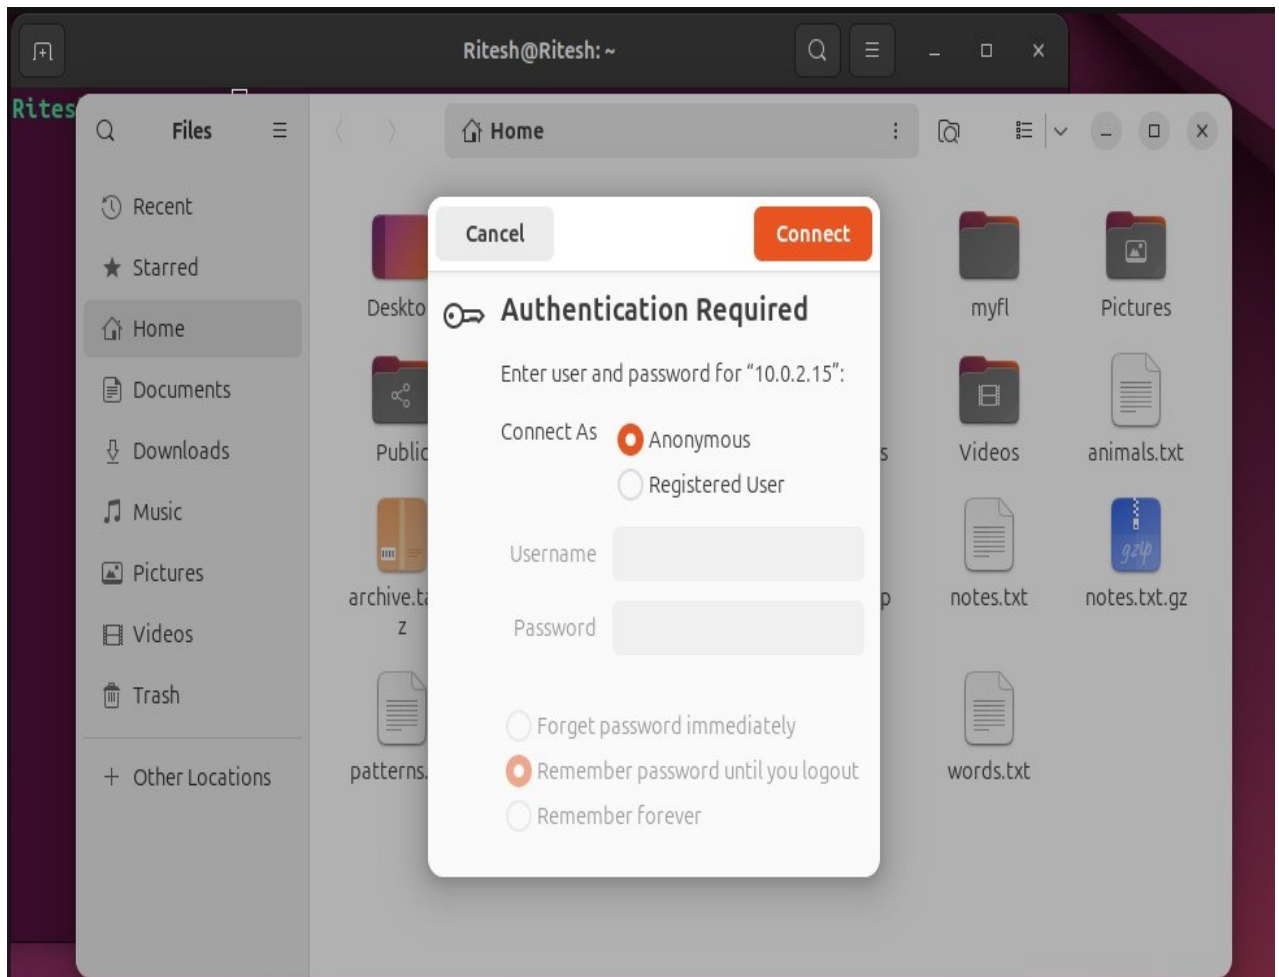 Ritesh@Ritesh: ~
Rites
Files
Home
Recent
Starred
Home
Documents
Downloads
Music
Pictures
Videos
Trash
+ Other Locations
Cancel
Connect
Authentication Required
Enter user and password for “10.0.2.15”:
Connect As
Anonymous
Registered User
Username
Password
Forget password immediately
Remember password until you logout
Remember forever
Deskto
myfl
Pictures
Public
s
Videos
animals.txt
archive.ta
z
p
notes.txt
gzip
notes.txt.gz
patterns.
words.txt